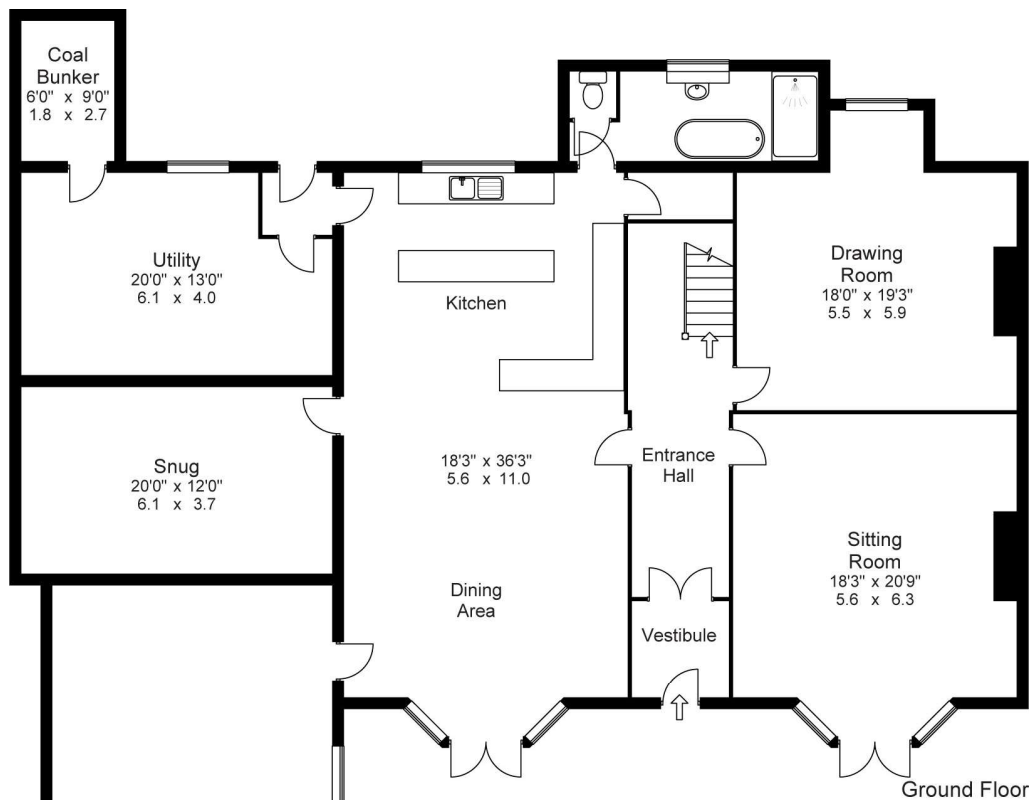 Coal
Bunker
6'0" x 9'0"
1.8 x 2.7
Utility
20'0" x 13'0"
6.1 x 4.0
Kitchen
Drawing
Room
18'0" x 19'3"
5.5 x 5.9
Snug
20'0" x 12'0"
6.1 x 3.7
18'3" x 36'3"
5.6 x 11.0
Entrance
Hall
Sitting
Room
18'3" x 20'9"
5.6 x 6.3
Dining
Area
Vestibule
Ground Floor